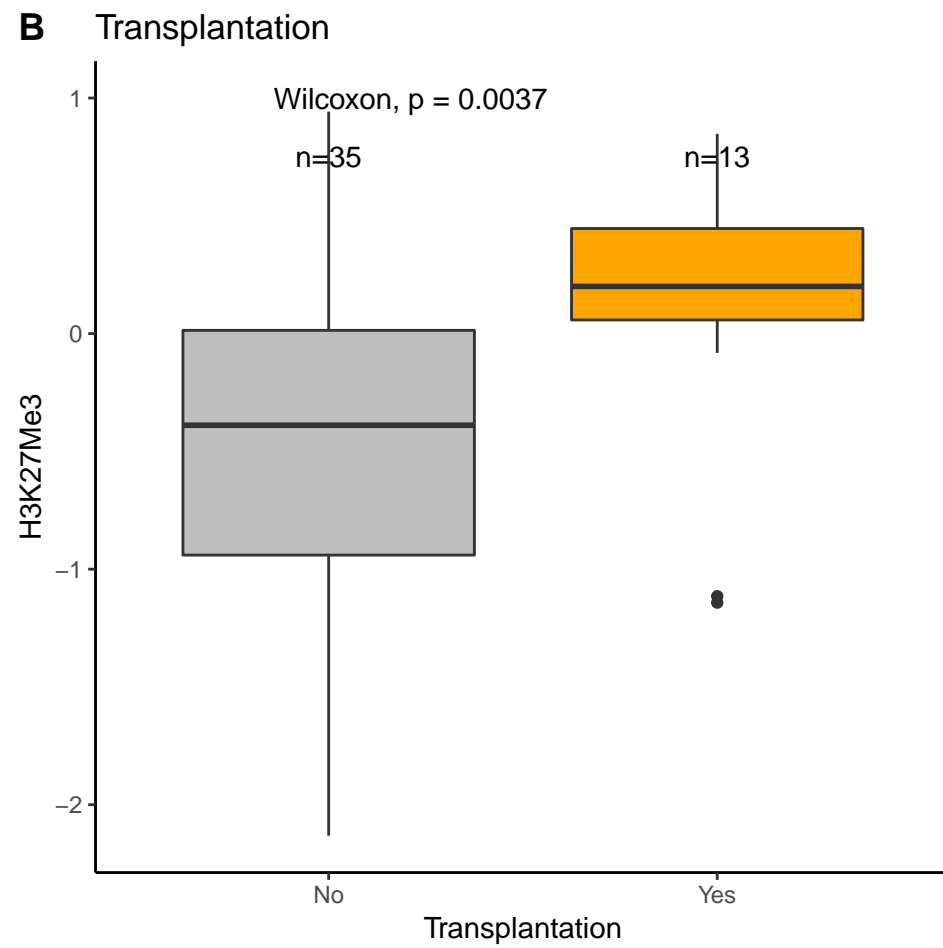 B Transplantation
Wilcoxon, p = 0.0037
n=35 n=13
1
0
−1
−2
H3K27Me3
No Yes
Transplantation